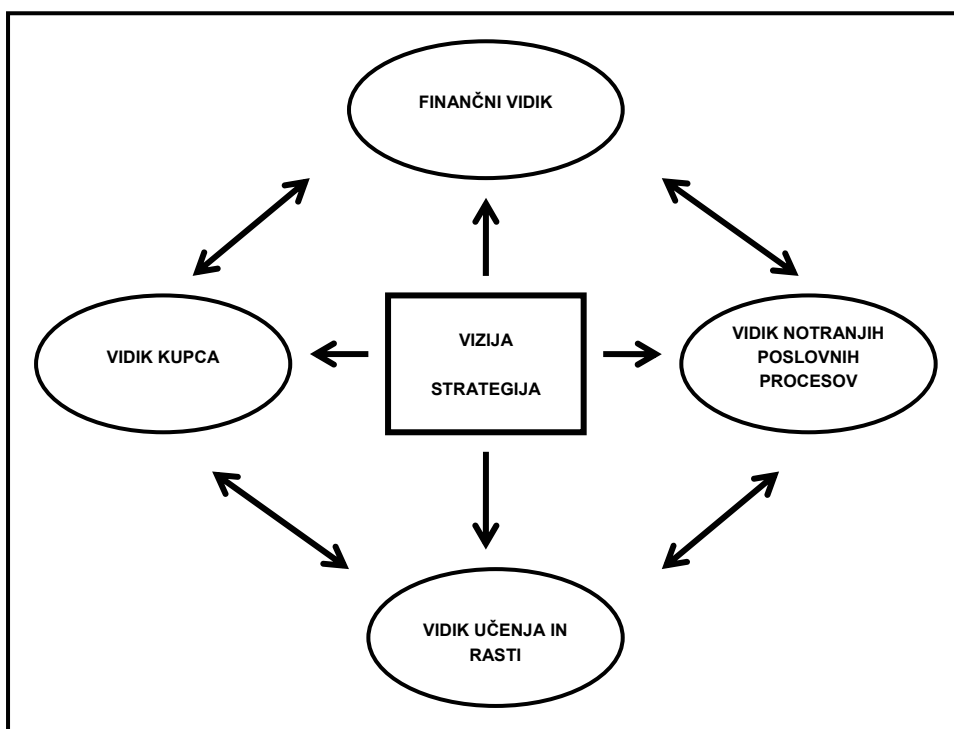 FINANČNI VIDIK
VIDIK KUPCA
VIZIJA
STRATEGIJA
VIDIK NOTRANJIH
POSLOVNIH
PROCESOV
VIDIK UČENJA IN
RASTI